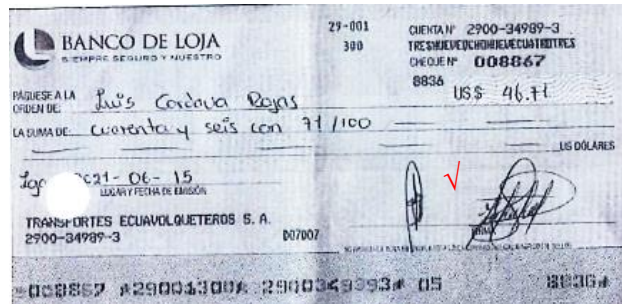 BANCO DE LOJA
SIEMPRE SEGURO Y NUESTRO
29-001
300
CUENTA Nº 2900-34989-3
TRESNUEVEOCHONUEVECUATROTRES
CHEQUE Nº 008867
8836
US $ 46.71
PÁGUESE A LA
ORDEN DE: Luis Cordova Rojas
LA SUMA DE: cuarenta y seis con 71/100
US DÓLARES
2021-06-15
LUGAR Y FECHA DE EMISIÓN
TRANSPORTES ECUAVOLQUETEROS S. A.
2900-34989-3
007007
FIRMA